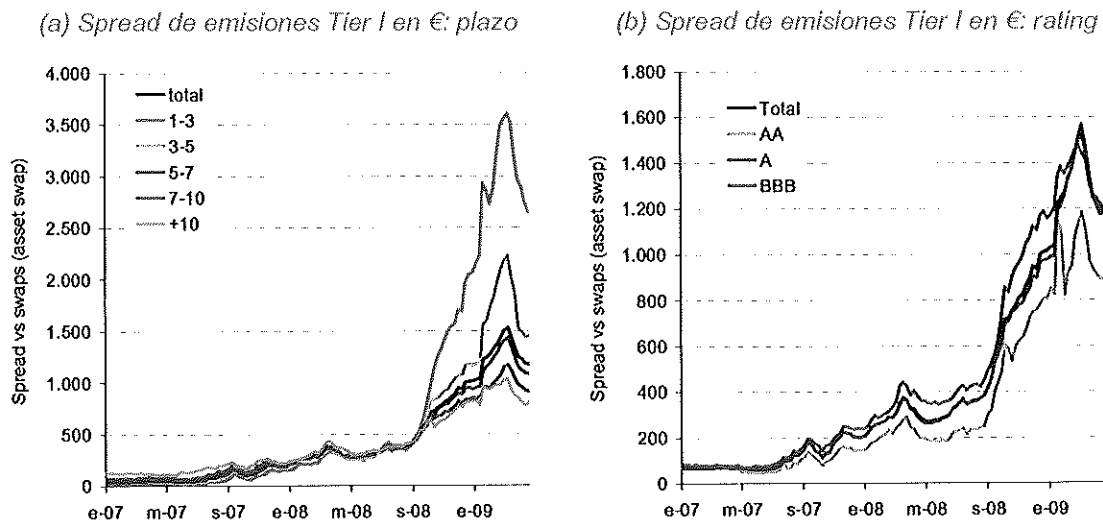 (a) Spread de emisiones Tier I en €: plazo
Spread vs swaps (asset swap)
4.000
3.500
3.000
2.500
2.000
1.500
1.000
500
0
total
1-3
3-5
5-7
7-10
+10
e-07 m-07 s-07 e-08 m-08 s-08 e-09
(b) Spread de emisiones Tier I en €: rating
Spread vs swaps (asset swap)
1.800
1.600
1.400
1.200
1.000
800
600
400
200
0
Total
AA
A
BBB
e-07 m-07 s-07 e-08 m-08 s-08 e-09